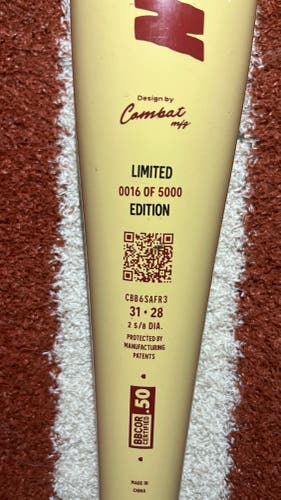 Design by
Combat
mfg
LIMITED
0016 OF 5000
EDITION
CBB6SAFR3
31 • 28
2 5/8 DIA.
PROTECTED BY
MANUFACTURING
PATENTS
BBCOR
CERTIFIED
.50
MADE IN
CHINA